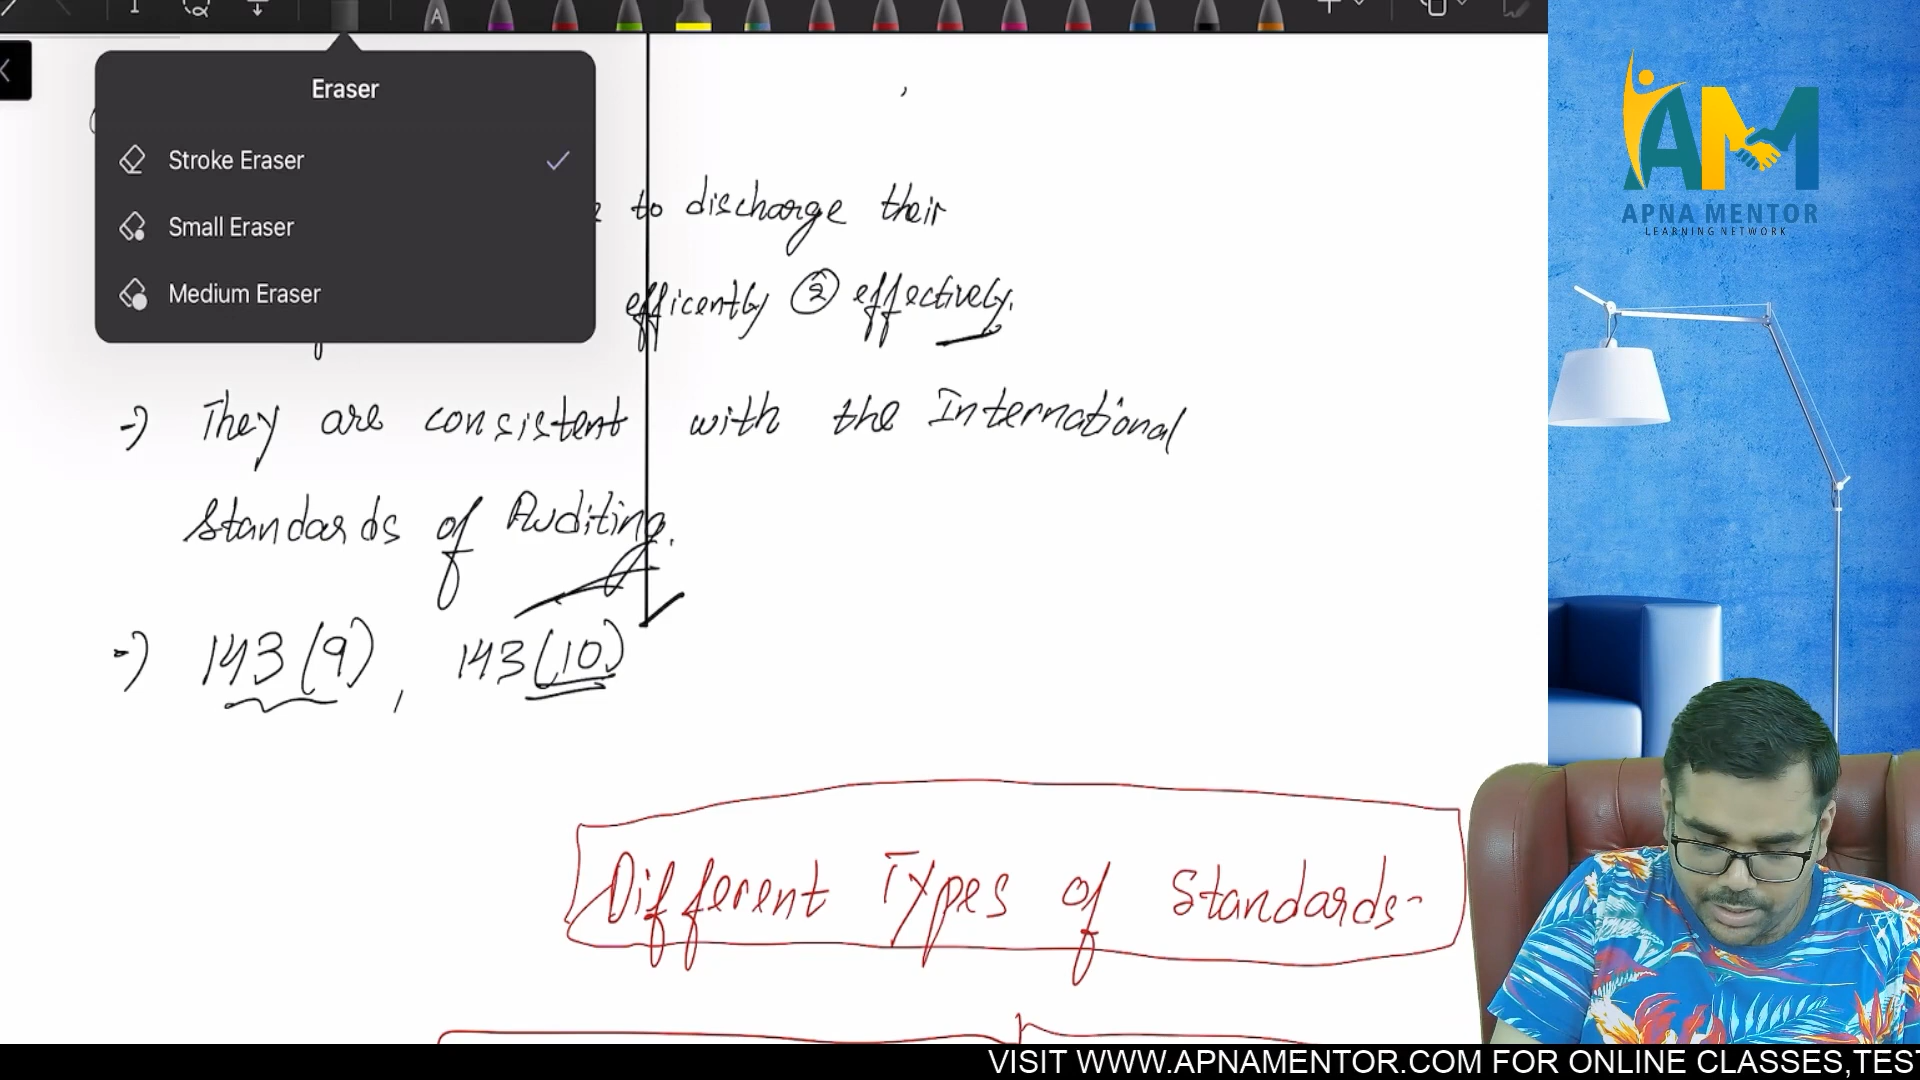 Eraser
Stroke Eraser
Small Eraser
Medium Eraser
to discharge their
efficently & effectively.
=) They are consistent with the International
Standards of Auditing.
=) 143(9), 143(10)
Different Types of Standards-
AM
APNA MENTOR
LEARNING NETWORK
VISIT WWW.APNAMENTOR.COM FOR ONLINE CLASSES,TEST